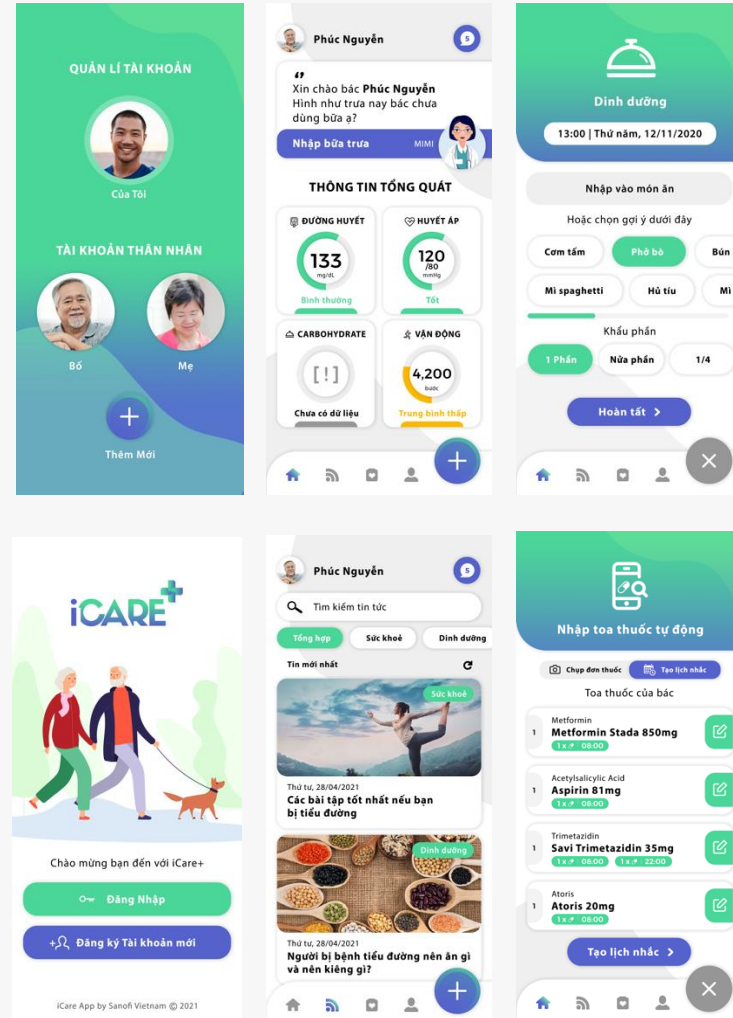 QUẢN LÍ TÀI KHOẢN
Của Tôi
TÀI KHOẢN THÂN NHÂN
Bố
Mẹ
Thêm Mới
Phúc Nguyễn
5
“
Xin chào bác Phúc Nguyễn
Hình như trưa nay bác chưa
dùng bữa ạ?
Nhập bữa trưa
MIMI
THÔNG TIN TỔNG QUÁT
ĐƯỜNG HUYẾT
133
mg/dL
Bình thường
HUYẾT ÁP
120
/80
mmHg
Tốt
CARBOHYDRATE
[!]
Chưa có dữ liệu
VẬN ĐỘNG
4,200
bước
Trung bình thấp
Dinh dưỡng
13:00 | Thứ năm, 12/11/2020
Nhập vào món ăn
Hoặc chọn gợi ý dưới đây
Cơm tấm
Phở bò
Bún
Mì spaghetti
Hủ tíu
Mì
Khẩu phần
1 Phần
Nửa phần
1/4
Hoàn tất
iCARE+
Chào mừng bạn đến với iCare+
Đăng Nhập
Đăng ký Tài khoản mới
iCare App by Sanofi Vietnam © 2021
Phúc Nguyễn
5
Tìm kiếm tin tức
Tổng hợp
Sức khoẻ
Dinh dưỡng
Tin mới nhất
Sức khoẻ
Thứ tư, 28/04/2021
Các bài tập tốt nhất nếu bạn
bị tiểu đường
Dinh dưỡng
Thứ tư, 28/04/2021
Người bị bệnh tiểu đường nên ăn gì
và nên kiêng gì?
Nhập toa thuốc tự động
Chụp đơn thuốc
Tạo lịch nhắc
Toa thuốc của bác
1
Metformin
Metformin Stada 850mg
1 x 08:00
1
Acetylsalicylic Acid
Aspirin 81mg
1 x 08:00
1
Trimetazidin
Savi Trimetazidin 35mg
1 x 08:00
1 x 22:00
1
Atoris
Atoris 20mg
1 x 08:00
Tạo lịch nhắc